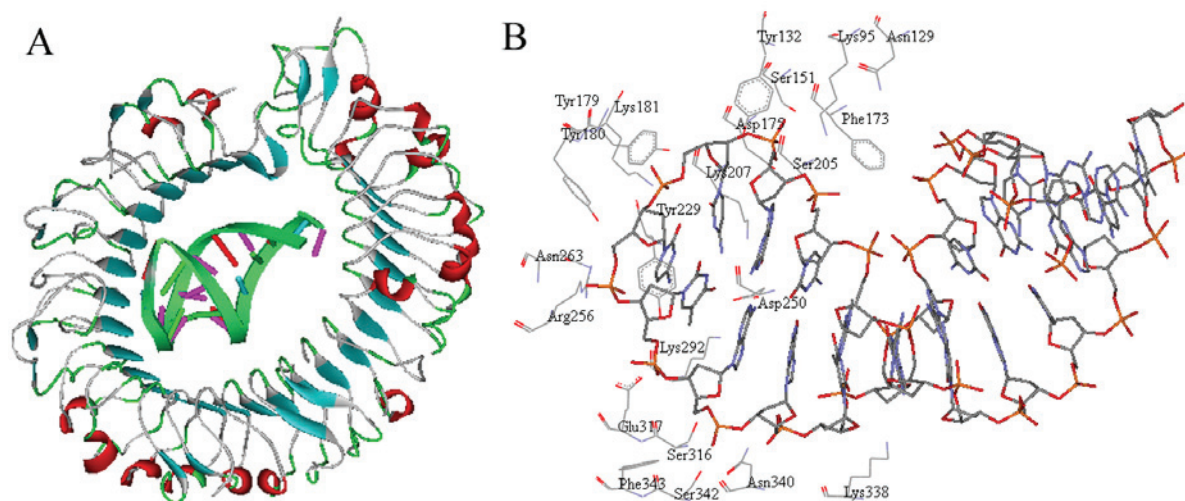 A
B
Tyr132
Lys95
Asn129
Ser151
Tyr179
Lys181
Phe173
Tyr180
Asp175
Ser205
Lys207
Tyr229
Asn263
Asp250
Arg256
Lys292
Glu317
Ser316
Phe343
Ser342
Asn340
Lys338